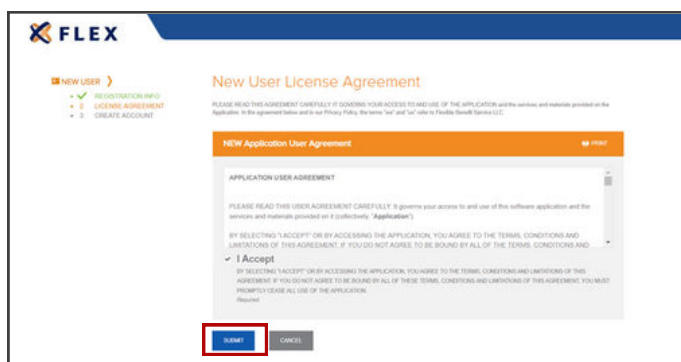 FLEX
NEW USER
REGISTRATION INFO
2 LICENSE AGREEMENT
3 CREATE ACCOUNT
New User License Agreement
PLEASE READ THIS AGREEMENT CAREFULLY. IT GOVERNS YOUR ACCESS TO AND USE OF THE APPLICATION and the services and materials provided on the
Application. In the agreement below and in our Privacy Policy, the terms "we" and "us" refer to Flexible Benefit Service LLC.
NEW Application User Agreement
PRINT
APPLICATION USER AGREEMENT
PLEASE READ THIS USER AGREEMENT CAREFULLY. It governs your access to and use of this software application and the
services and materials provided on it (collectively, "Application")
BY SELECTING "I ACCEPT" OR BY ACCESSING THE APPLICATION, YOU AGREE TO THE TERMS, CONDITIONS AND
LIMITATIONS OF THIS AGREEMENT. IF YOU DO NOT AGREE TO BE BOUND BY ALL OF THE TERMS, CONDITIONS AND
I Accept
BY SELECTING "I ACCEPT" OR BY ACCESSING THE APPLICATION, YOU AGREE TO THE TERMS, CONDITIONS AND LIMITATIONS OF THIS
AGREEMENT. IF YOU DO NOT AGREE TO BE BOUND BY ALL OF THESE TERMS, CONDITIONS AND LIMITATIONS OF THIS AGREEMENT, YOU MUST
PROMPTLY CEASE ALL USE OF THE APPLICATION.
Required
SUBMIT
CANCEL